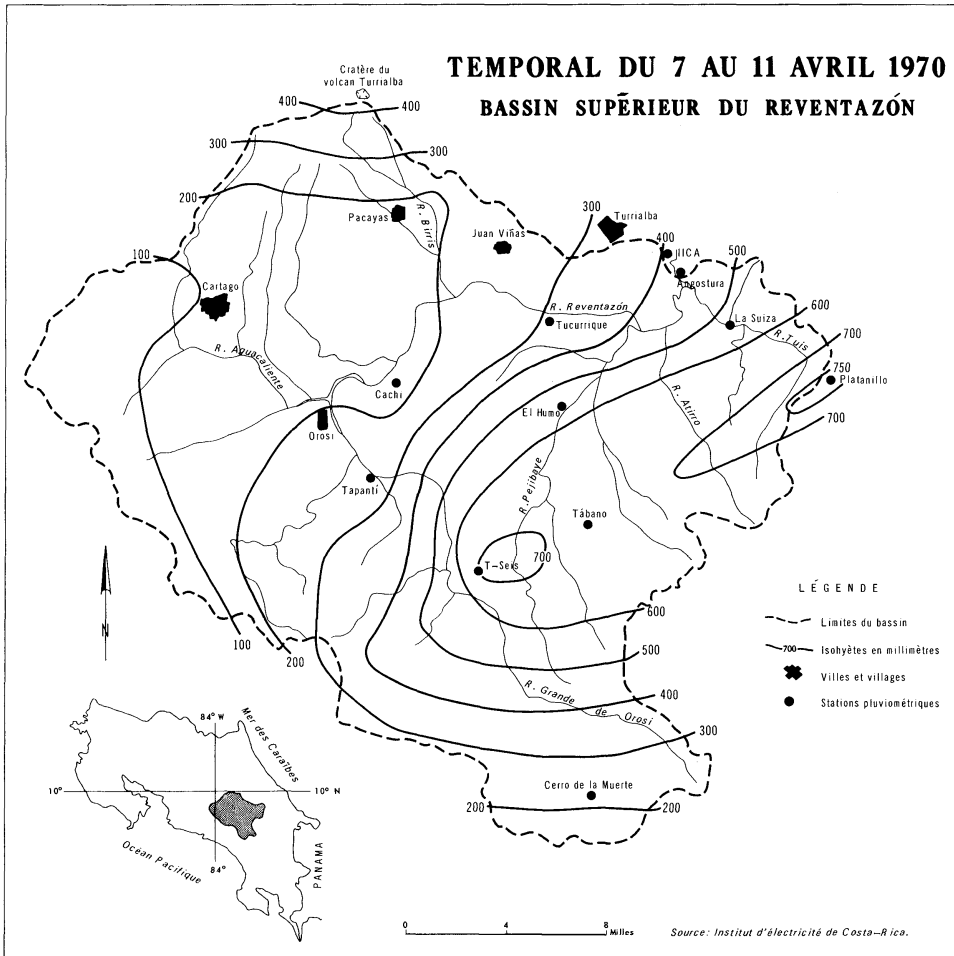 TEMPORAL DU 7 AU 11 AVRIL 1970
BASSIN SUPÉRIEUR DU REVENTAZÓN
Cratère du
volcan Turrialba
400
400
300
300
200
Pacayas
R. Birris
Juan Viñas
300
Turrialba
400
IICA
Angostura
500
100
Cartago
R. Reventazón
Tucurrique
La Suiza
600
R. Tuis
700
750
Platanillo
700
R. Aguacaliente
Cachi
El Humo
R. Atirro
Orosi
Tapantí
R. Pejibaye
Tábano
700
T-Seis
600
500
400
300
100
200
R. Grande de Orosi
Cerro de la Muerte
200
200
LÉGENDE
Limites du bassin
700 Isohyètes en millimètres
Villes et villages
Stations pluviométriques
N
84° W
Mer des Caraïbes
10°
10° N
84°
Océan Pacifique
PANAMA
0 4 8 Milles
Source: Institut d'électricité de Costa-Rica.